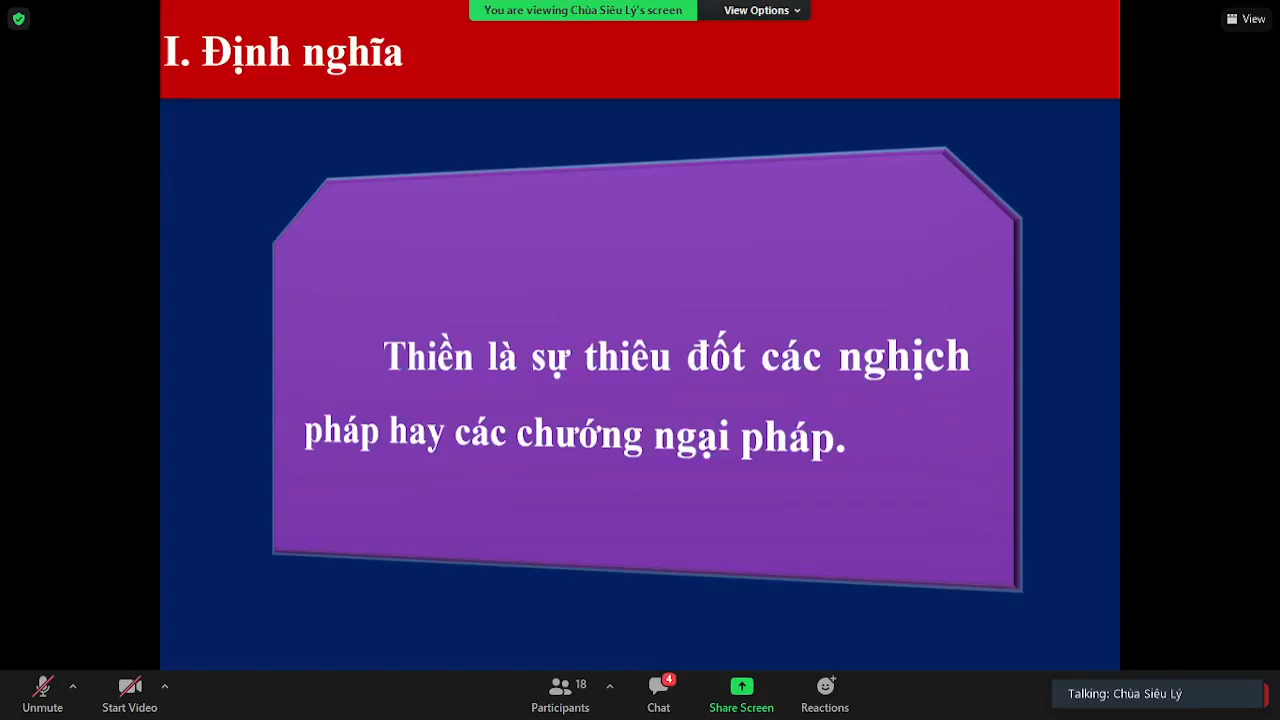 You are viewing Chùa Siêu Lý's screen
View Options
View
I. Định nghĩa
Thiền là sự thiêu đốt các nghịch
pháp hay các chướng ngại pháp.
Unmute
Start Video
18
Participants
4
Chat
Share Screen
Reactions
Talking: Chùa Siêu Lý